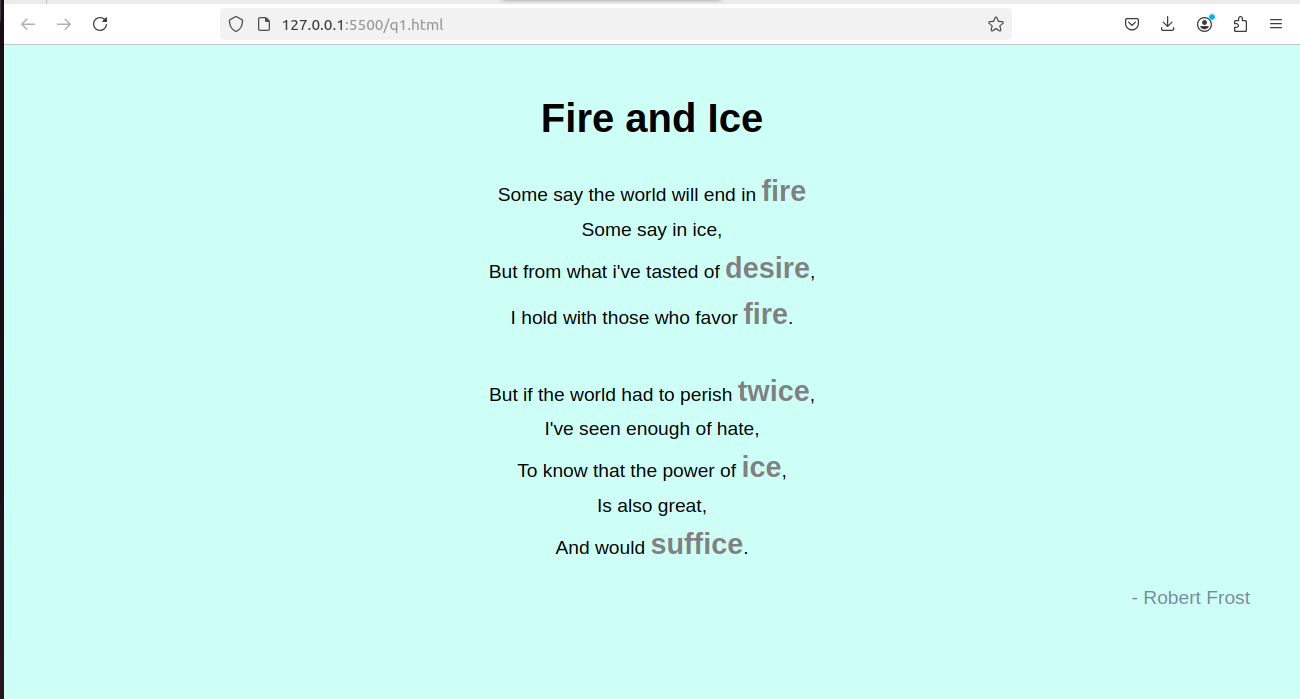 127.0.0.1:5500/q1.html
Fire and Ice
Some say the world will end in fire
Some say in ice,
But from what i've tasted of desire,
I hold with those who favor fire.
But if the world had to perish twice,
I've seen enough of hate,
To know that the power of ice,
Is also great,
And would suffice.
- Robert Frost